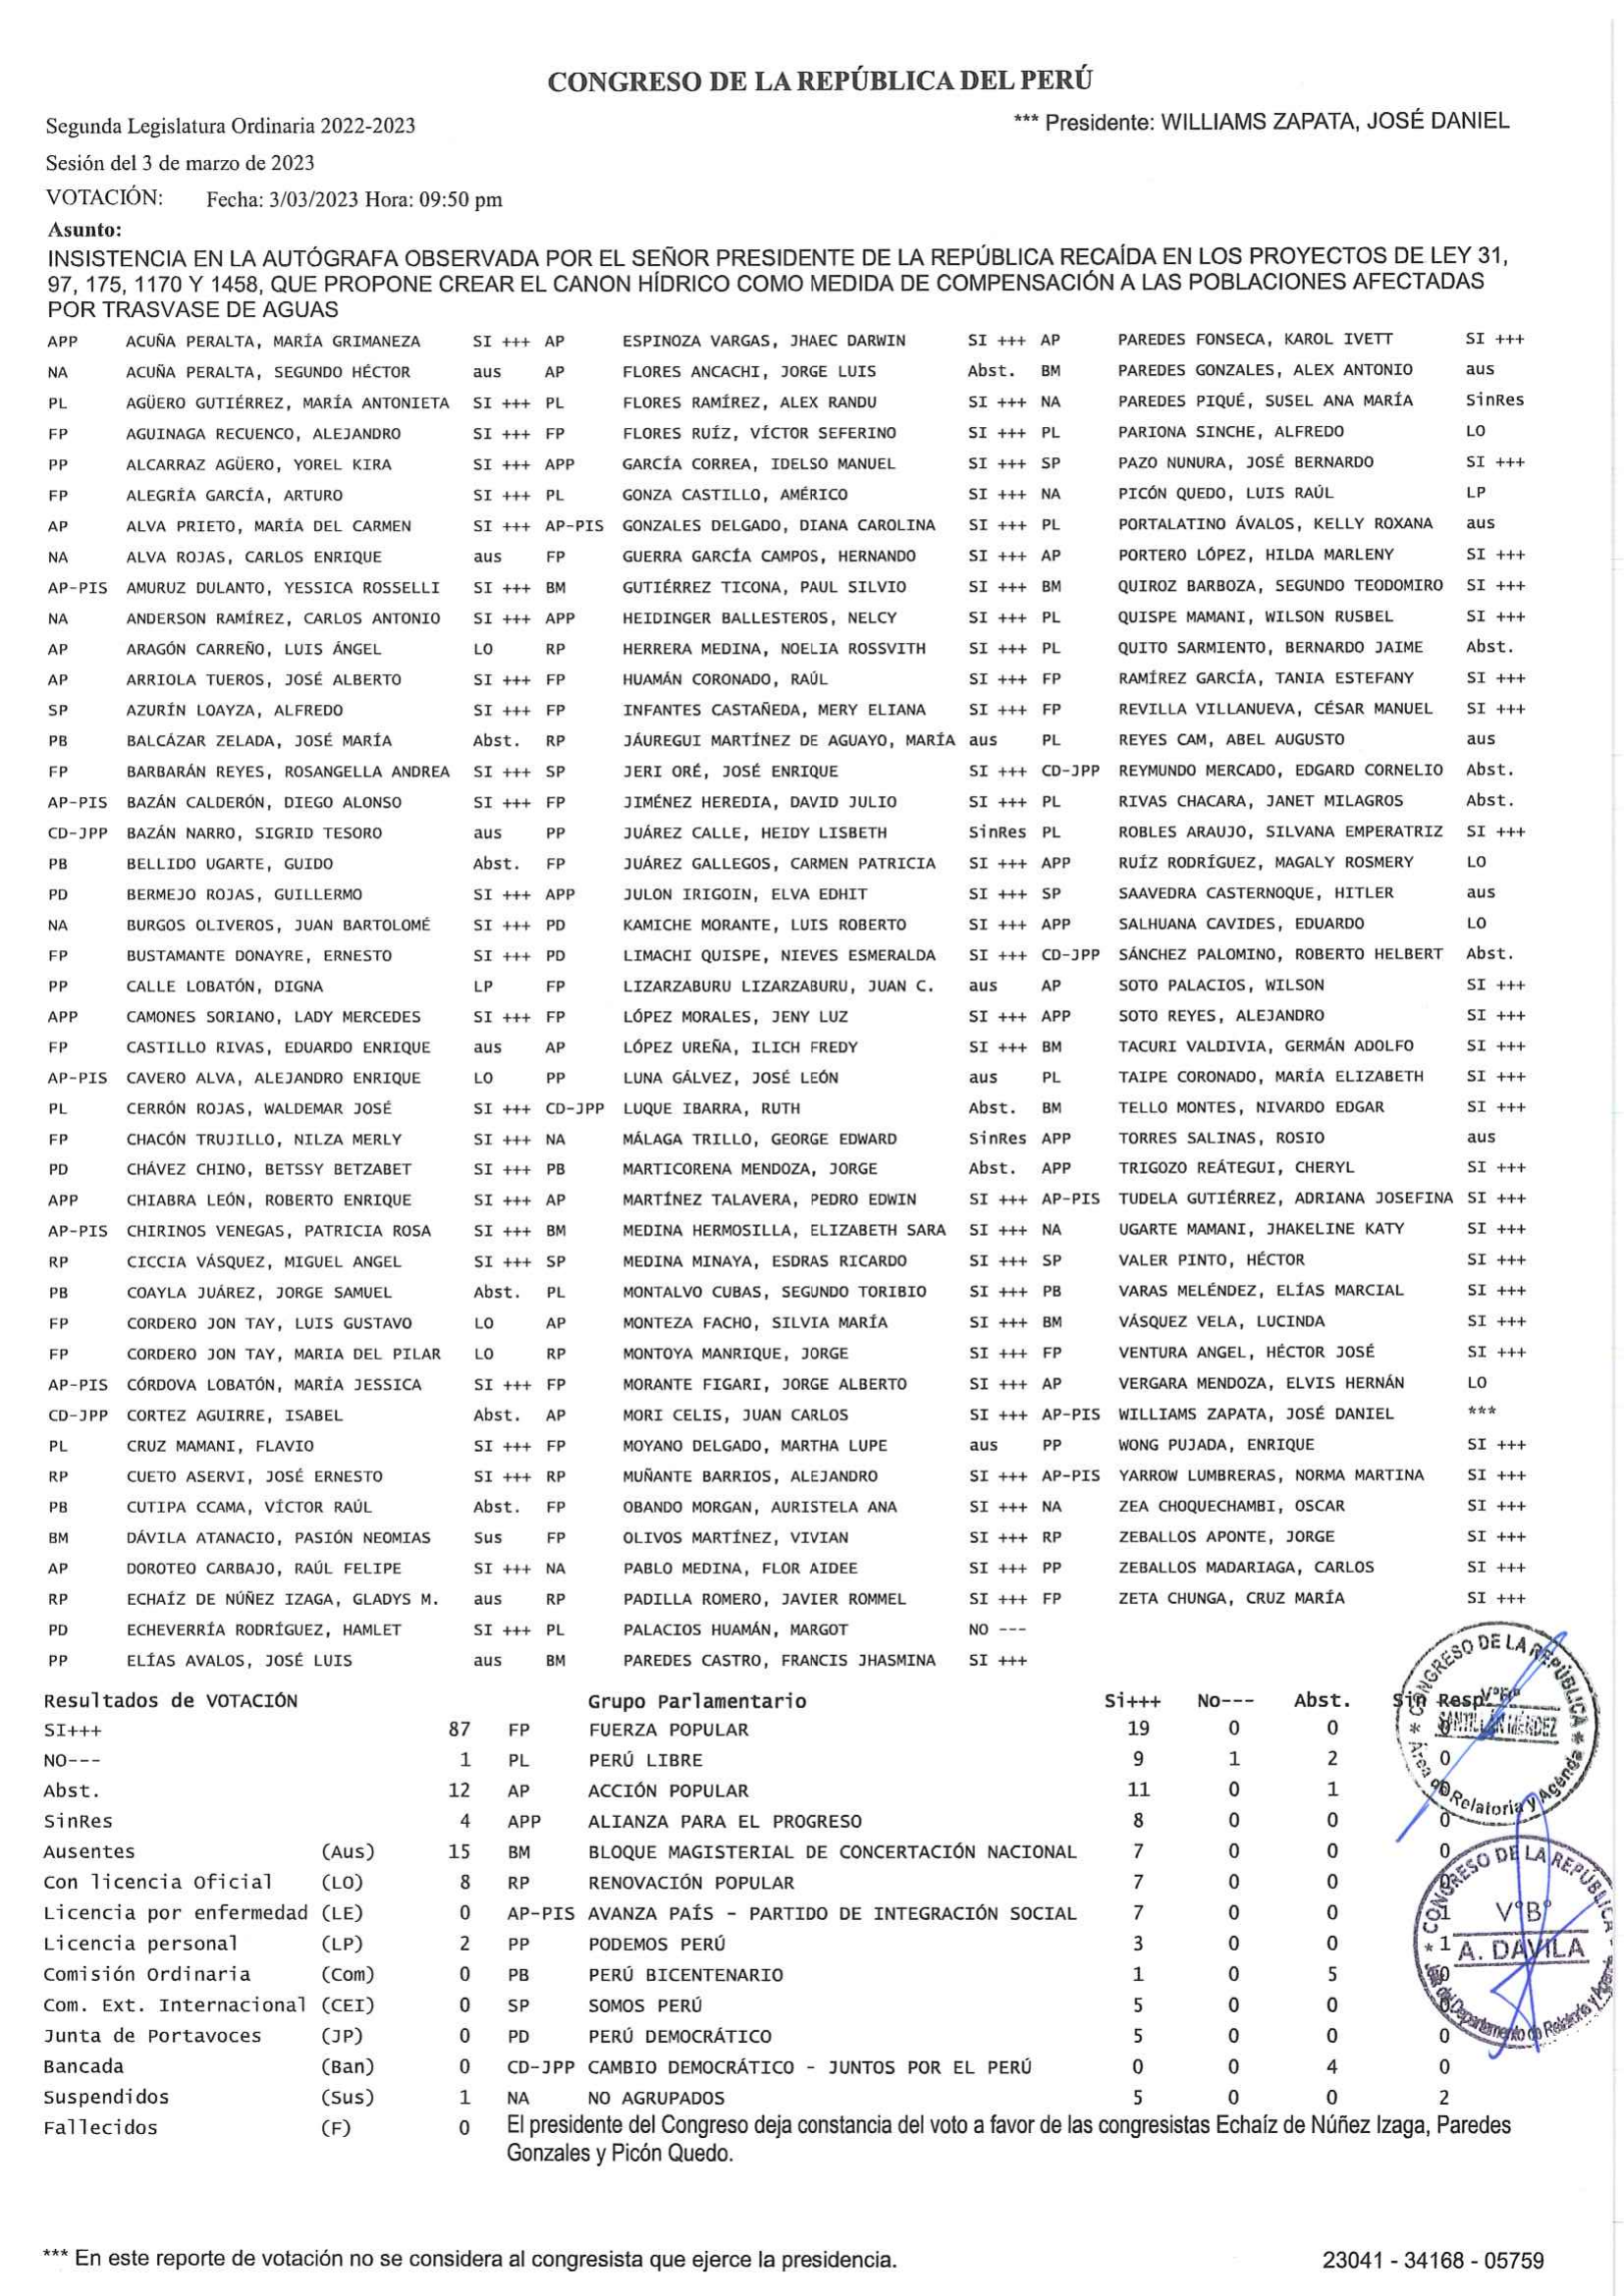 CONGRESO DE LA REPÚBLICA DEL PERÚ
Segunda Legislatura Ordinaria 2022-2023
*** Presidente: WILLIAMS ZAPATA, JOSÉ DANIEL
Sesión del 3 de marzo de 2023
VOTACIÓN: Fecha: 3/03/2023 Hora: 09:50 pm
Asunto:
INSISTENCIA EN LA AUTÓGRAFA OBSERVADA POR EL SEÑOR PRESIDENTE DE LA REPÚBLICA RECAÍDA EN LOS PROYECTOS DE LEY 31,
97, 175, 1170 Y 1458, QUE PROPONE CREAR EL CANON HÍDRICO COMO MEDIDA DE COMPENSACIÓN A LAS POBLACIONES AFECTADAS
POR TRASVASE DE AGUAS
APP ACUÑA PERALTA, MARÍA GRIMANEZA SI +++ AP ESPINOZA VARGAS, JHAEC DARWIN SI +++ AP PAREDES FONSECA, KAROL IVETT SI +++
NA ACUÑA PERALTA, SEGUNDO HÉCTOR aus AP FLORES ANCACHI, JORGE LUIS Abst. BM PAREDES GONZALES, ALEX ANTONIO aus
PL AGÜERO GUTIÉRREZ, MARÍA ANTONIETA SI +++ PL FLORES RAMÍREZ, ALEX RANDU SI +++ NA PAREDES PIQUÉ, SUSEL ANA MARÍA SinRes
FP AGUINAGA RECUENCO, ALEJANDRO SI +++ FP FLORES RUÍZ, VÍCTOR SEFERINO SI +++ PL PARIONA SINCHE, ALFREDO LO
PP ALCARRAZ AGÜERO, YOREL KIRA SI +++ APP GARCÍA CORREA, IDELSO MANUEL SI +++ SP PAZO NUNURA, JOSÉ BERNARDO SI +++
FP ALEGRÍA GARCÍA, ARTURO SI +++ PL GONZA CASTILLO, AMÉRICO SI +++ NA PICÓN QUEDO, LUIS RAÚL LP
AP ALVA PRIETO, MARÍA DEL CARMEN SI +++ AP-PIS GONZALES DELGADO, DIANA CAROLINA SI +++ PL PORTALATINO ÁVALOS, KELLY ROXANA aus
NA ALVA ROJAS, CARLOS ENRIQUE aus FP GUERRA GARCÍA CAMPOS, HERNANDO SI +++ AP PORTERO LÓPEZ, HILDA MARLENY SI +++
AP-PIS AMURUZ DULANTO, YESSICA ROSSELLI SI +++ BM GUTIÉRREZ TICONA, PAUL SILVIO SI +++ BM QUIROZ BARBOZA, SEGUNDO TEODOMIRO SI +++
NA ANDERSON RAMÍREZ, CARLOS ANTONIO SI +++ APP HEIDINGER BALLESTEROS, NELCY SI +++ PL QUISPE MAMANI, WILSON RUSBEL SI +++
AP ARAGÓN CARREÑO, LUIS ÁNGEL LO RP HERRERA MEDINA, NOELIA ROSSVITH SI +++ PL QUITO SARMIENTO, BERNARDO JAIME Abst.
AP ARRIOLA TUEROS, JOSÉ ALBERTO SI +++ FP HUAMÁN CORONADO, RAÚL SI +++ FP RAMÍREZ GARCÍA, TANIA ESTEFANY SI +++
SP AZURÍN LOAYZA, ALFREDO SI +++ FP INFANTES CASTAÑEDA, MERY ELIANA SI +++ FP REVILLA VILLANUEVA, CÉSAR MANUEL SI +++
PB BALCÁZAR ZELADA, JOSÉ MARÍA Abst. RP JÁUREGUI MARTÍNEZ DE AGUAYO, MARÍA aus PL REYES CAM, ABEL AUGUSTO aus
FP BARBARÁN REYES, ROSANGELLA ANDREA SI +++ SP JERI ORÉ, JOSÉ ENRIQUE SI +++ CD-JPP REYMUNDO MERCADO, EDGARD CORNELIO Abst.
AP-PIS BAZÁN CALDERÓN, DIEGO ALONSO SI +++ FP JIMÉNEZ HEREDIA, DAVID JULIO SI +++ PL RIVAS CHACARA, JANET MILAGROS Abst.
CD-JPP BAZÁN NARRO, SIGRID TESORO aus PP JUÁREZ CALLE, HEIDY LISBETH SinRes PL ROBLES ARAUJO, SILVANA EMPERATRIZ SI +++
PB BELLIDO UGARTE, GUIDO Abst. FP JUÁREZ GALLEGOS, CARMEN PATRICIA SI +++ APP RUÍZ RODRÍGUEZ, MAGALY ROSMERY LO
PD BERMEJO ROJAS, GUILLERMO SI +++ APP JULON IRIGOIN, ELVA EDHIT SI +++ SP SAAVEDRA CASTERNOQUE, HITLER aus
NA BURGOS OLIVEROS, JUAN BARTOLOMÉ SI +++ PD KAMICHE MORANTE, LUIS ROBERTO SI +++ APP SALHUANA CAVIDES, EDUARDO LO
FP BUSTAMANTE DONAYRE, ERNESTO SI +++ PD LIMACHI QUISPE, NIEVES ESMERALDA SI +++ CD-JPP SÁNCHEZ PALOMINO, ROBERTO HELBERT Abst.
PP CALLE LOBATÓN, DIGNA LP FP LIZARZABURU LIZARZABURU, JUAN C. aus AP SOTO PALACIOS, WILSON SI +++
APP CAMONES SORIANO, LADY MERCEDES SI +++ FP LÓPEZ MORALES, JENY LUZ SI +++ APP SOTO REYES, ALEJANDRO SI +++
FP CASTILLO RIVAS, EDUARDO ENRIQUE aus AP LÓPEZ UREÑA, ILICH FREDY SI +++ BM TACURI VALDIVIA, GERMÁN ADOLFO SI +++
AP-PIS CAVERO ALVA, ALEJANDRO ENRIQUE LO PP LUNA GÁLVEZ, JOSÉ LEÓN aus PL TAIPE CORONADO, MARÍA ELIZABETH SI +++
PL CERRÓN ROJAS, WALDEMAR JOSÉ SI +++ CD-JPP LUQUE IBARRA, RUTH Abst. BM TELLO MONTES, NIVARDO EDGAR SI +++
FP CHACÓN TRUJILLO, NILZA MERLY SI +++ NA MÁLAGA TRILLO, GEORGE EDWARD SinRes APP TORRES SALINAS, ROSIO aus
PD CHÁVEZ CHINO, BETSSY BETZABET SI +++ PB MARTICORENA MENDOZA, JORGE Abst. APP TRIGOZO REÁTEGUI, CHERYL SI +++
APP CHIABRA LEÓN, ROBERTO ENRIQUE SI +++ AP MARTÍNEZ TALAVERA, PEDRO EDWIN SI +++ AP-PIS TUDELA GUTIÉRREZ, ADRIANA JOSEFINA SI +++
AP-PIS CHIRINOS VENEGAS, PATRICIA ROSA SI +++ BM MEDINA HERMOSILLA, ELIZABETH SARA SI +++ NA UGARTE MAMANI, JHAKELINE KATY SI +++
RP CICCIA VÁSQUEZ, MIGUEL ANGEL SI +++ SP MEDINA MINAYA, ESDRAS RICARDO SI +++ SP VALER PINTO, HÉCTOR SI +++
PB COAYLA JUÁREZ, JORGE SAMUEL Abst. PL MONTALVO CUBAS, SEGUNDO TORIBIO SI +++ PB VARAS MELÉNDEZ, ELÍAS MARCIAL SI +++
FP CORDERO JON TAY, LUIS GUSTAVO LO AP MONTEZA FACHO, SILVIA MARÍA SI +++ BM VÁSQUEZ VELA, LUCINDA SI +++
FP CORDERO JON TAY, MARIA DEL PILAR LO RP MONTOYA MANRIQUE, JORGE SI +++ FP VENTURA ANGEL, HÉCTOR JOSÉ SI +++
AP-PIS CÓRDOVA LOBATÓN, MARÍA JESSICA SI +++ FP MORANTE FIGARI, JORGE ALBERTO SI +++ AP VERGARA MENDOZA, ELVIS HERNÁN LO
CD-JPP CORTEZ AGUIRRE, ISABEL Abst. AP MORI CELIS, JUAN CARLOS SI +++ AP-PIS WILLIAMS ZAPATA, JOSÉ DANIEL ***
PL CRUZ MAMANI, FLAVIO SI +++ FP MOYANO DELGADO, MARTHA LUPE aus PP WONG PUJADA, ENRIQUE SI +++
RP CUETO ASERVI, JOSÉ ERNESTO SI +++ RP MUÑANTE BARRIOS, ALEJANDRO SI +++ AP-PIS YARROW LUMBRERAS, NORMA MARTINA SI +++
PB CUTIPA CCAMA, VÍCTOR RAÚL Abst. FP OBANDO MORGAN, AURISTELA ANA SI +++ NA ZEA CHOQUECHAMBI, OSCAR SI +++
BM DÁVILA ATANACIO, PASIÓN NEOMIAS Sus FP OLIVOS MARTÍNEZ, VIVIAN SI +++ RP ZEBALLOS APONTE, JORGE SI +++
AP DOROTEO CARBAJO, RAÚL FELIPE SI +++ NA PABLO MEDINA, FLOR AIDEE SI +++ PP ZEBALLOS MADARIAGA, CARLOS SI +++
RP ECHAÍZ DE NÚÑEZ IZAGA, GLADYS M. aus RP PADILLA ROMERO, JAVIER ROMMEL SI +++ FP ZETA CHUNGA, CRUZ MARÍA SI +++
PD ECHEVERRÍA RODRÍGUEZ, HAMLET SI +++ PL PALACIOS HUAMÁN, MARGOT NO ---
PP ELÍAS AVALOS, JOSÉ LUIS aus BM PAREDES CASTRO, FRANCIS JHASMINA SI +++
Resultados de VOTACIÓN Grupo Parlamentario Si+++ No--- Abst. Sin Resp.
SI+++ 87 FP FUERZA POPULAR 19 0 0 0
NO--- 1 PL PERÚ LIBRE 9 1 2 0
Abst. 12 AP ACCIÓN POPULAR 11 0 1 0
SinRes 4 APP ALIANZA PARA EL PROGRESO 8 0 0 0
Ausentes (Aus) 15 BM BLOQUE MAGISTERIAL DE CONCERTACIÓN NACIONAL 7 0 0 0
Con licencia Oficial (LO) 8 RP RENOVACIÓN POPULAR 7 0 0 0
Licencia por enfermedad (LE) 0 AP-PIS AVANZA PAÍS - PARTIDO DE INTEGRACIÓN SOCIAL 7 0 0 1
Licencia personal (LP) 2 PP PODEMOS PERÚ 3 0 0 1
Comisión Ordinaria (Com) 0 PB PERÚ BICENTENARIO 1 0 5 0
Com. Ext. Internacional (CEI) 0 SP SOMOS PERÚ 5 0 0 0
Junta de Portavoces (JP) 0 PD PERÚ DEMOCRÁTICO 5 0 0 0
Bancada (Ban) 0 CD-JPP CAMBIO DEMOCRÁTICO - JUNTOS POR EL PERÚ 0 0 4 0
Suspendidos (Sus) 1 NA NO AGRUPADOS 5 0 0 2
Fallecidos (F) 0 El presidente del Congreso deja constancia del voto a favor de las congresistas Echaíz de Núñez Izaga, Paredes
Gonzales y Picón Quedo.
CONGRESO DE LA REPÚBLICA
V°B°
SANTILLÁN MÉNDEZ
Área de Relatoría y Agenda
CONGRESO DE LA REPÚBLICA
V°B°
A. DAVILA
Jefe del Departamento de Relatoría y
*** En este reporte de votación no se considera al congresista que ejerce la presidencia.
23041 - 34168 - 05759